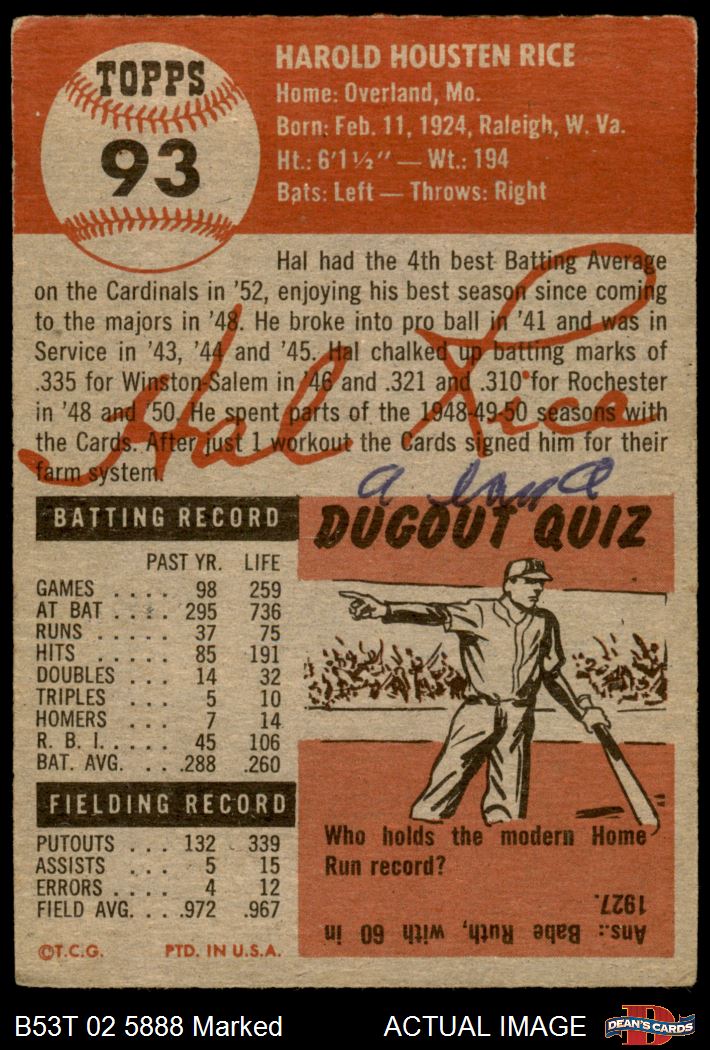 TOPPS
93
HAROLD HOUSTEN RICE
Home: Overland, Mo.
Born: Feb. 11, 1924, Raleigh, W. Va.
Ht.: 6'1½" — Wt.: 194
Bats: Left — Throws: Right
Hal had the 4th best Batting Average
on the Cardinals in '52, enjoying his best season since coming
to the majors in '48. He broke into pro ball in '41 and was in
Service in '43, '44 and '45. Hal chalked up batting marks of
.335 for Winston-Salem in '46 and .321 and .310 for Rochester
in '48 and '50. He spent parts of the 1948-49-50 seasons with
the Cards. After just 1 workout the Cards signed him for their
farm system.
Hal Rice
BATTING RECORD
PAST YR. LIFE
GAMES .... 98 259
AT BAT .... 295 736
RUNS ..... 37 75
HITS ..... 85 191
DOUBLES .... 14 32
TRIPLES .... 5 10
HOMERS ... 7 14
R. B. I. .... 45 106
BAT. AVG. ... .288 .260
FIELDING RECORD
PUTOUTS ... 132 339
ASSISTS .... 5 15
ERRORS .... 4 12
FIELD AVG. ... .972 .967
©T.C.G. PTD. IN U.S.A.
DUGOUT QUIZ
Who holds the modern Home
Run record?
Ans.: Babe Ruth, with 60 in
1927.
B53T 02 5888 Marked ACTUAL IMAGE
D
DEAN'S CARDS